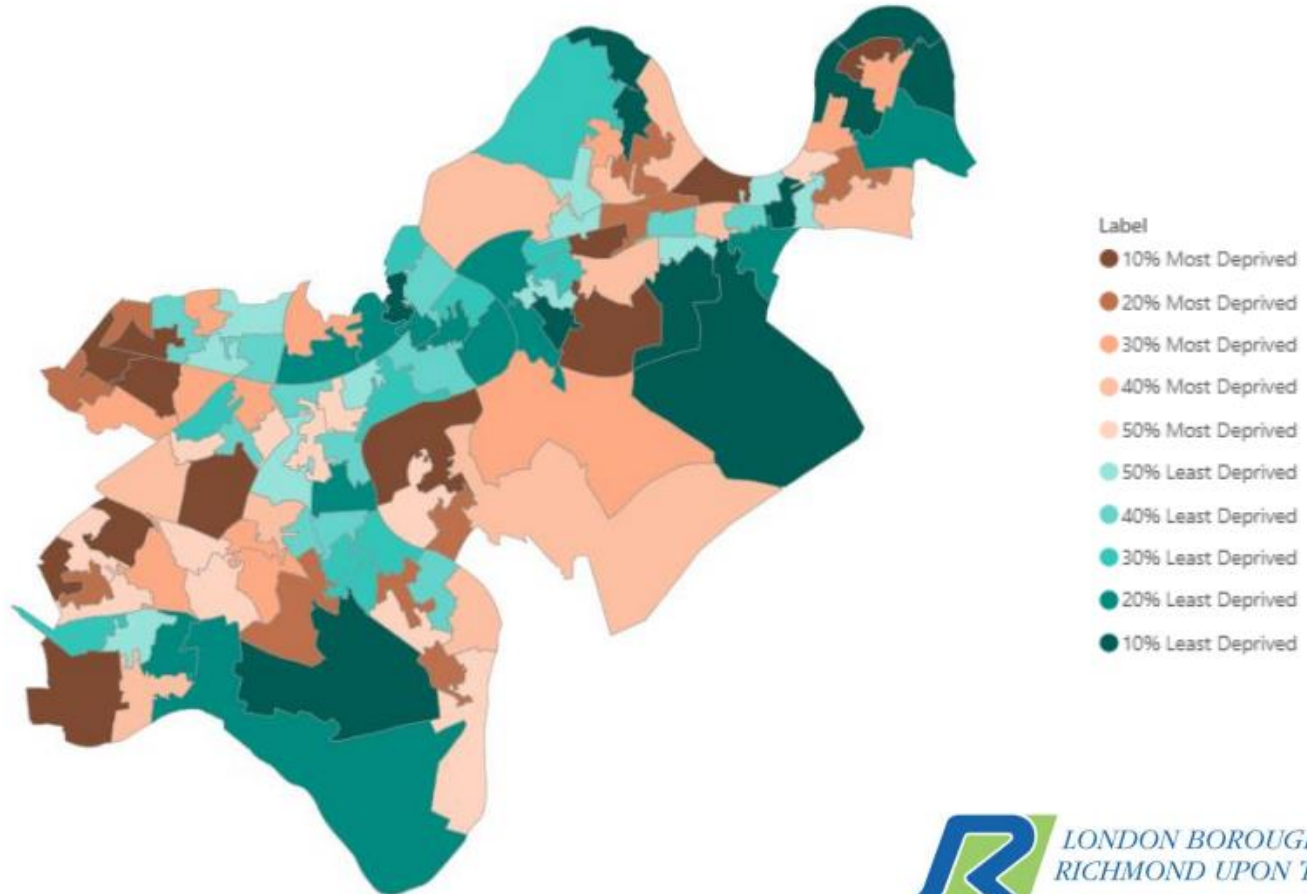 Label
10% Most Deprived
20% Most Deprived
30% Most Deprived
40% Most Deprived
50% Most Deprived
50% Least Deprived
40% Least Deprived
30% Least Deprived
20% Least Deprived
10% Least Deprived
LONDON BOROUG
RICHMOND UPON T